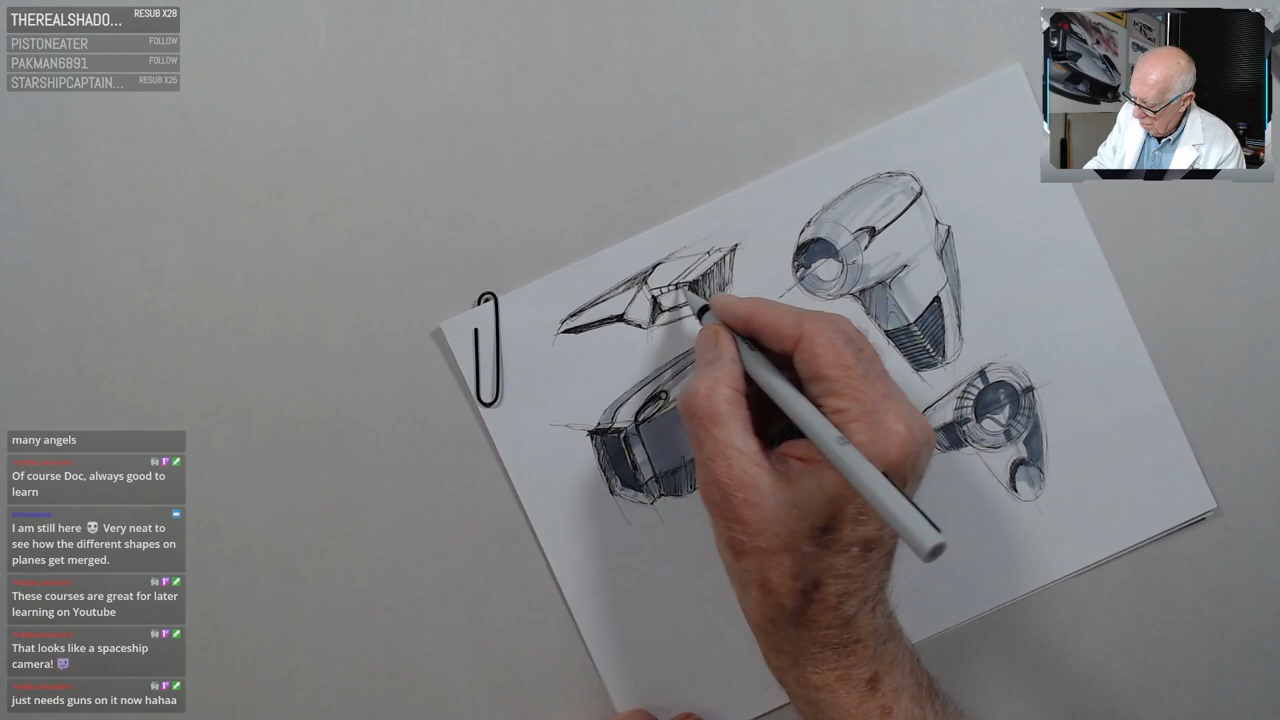 THEREALSHADO... RESUB X28
PISTONEATER FOLLOW
PAKMAN6891 FOLLOW
STARSHIPCAPTAIN... RESUB X25
many angels
Of course Doc, always good to
learn
I am still here Very neat to
see how the different shapes on
planes get merged.
These courses are great for later
learning on Youtube
That looks like a spaceship
camera!
just needs guns on it now hahaa